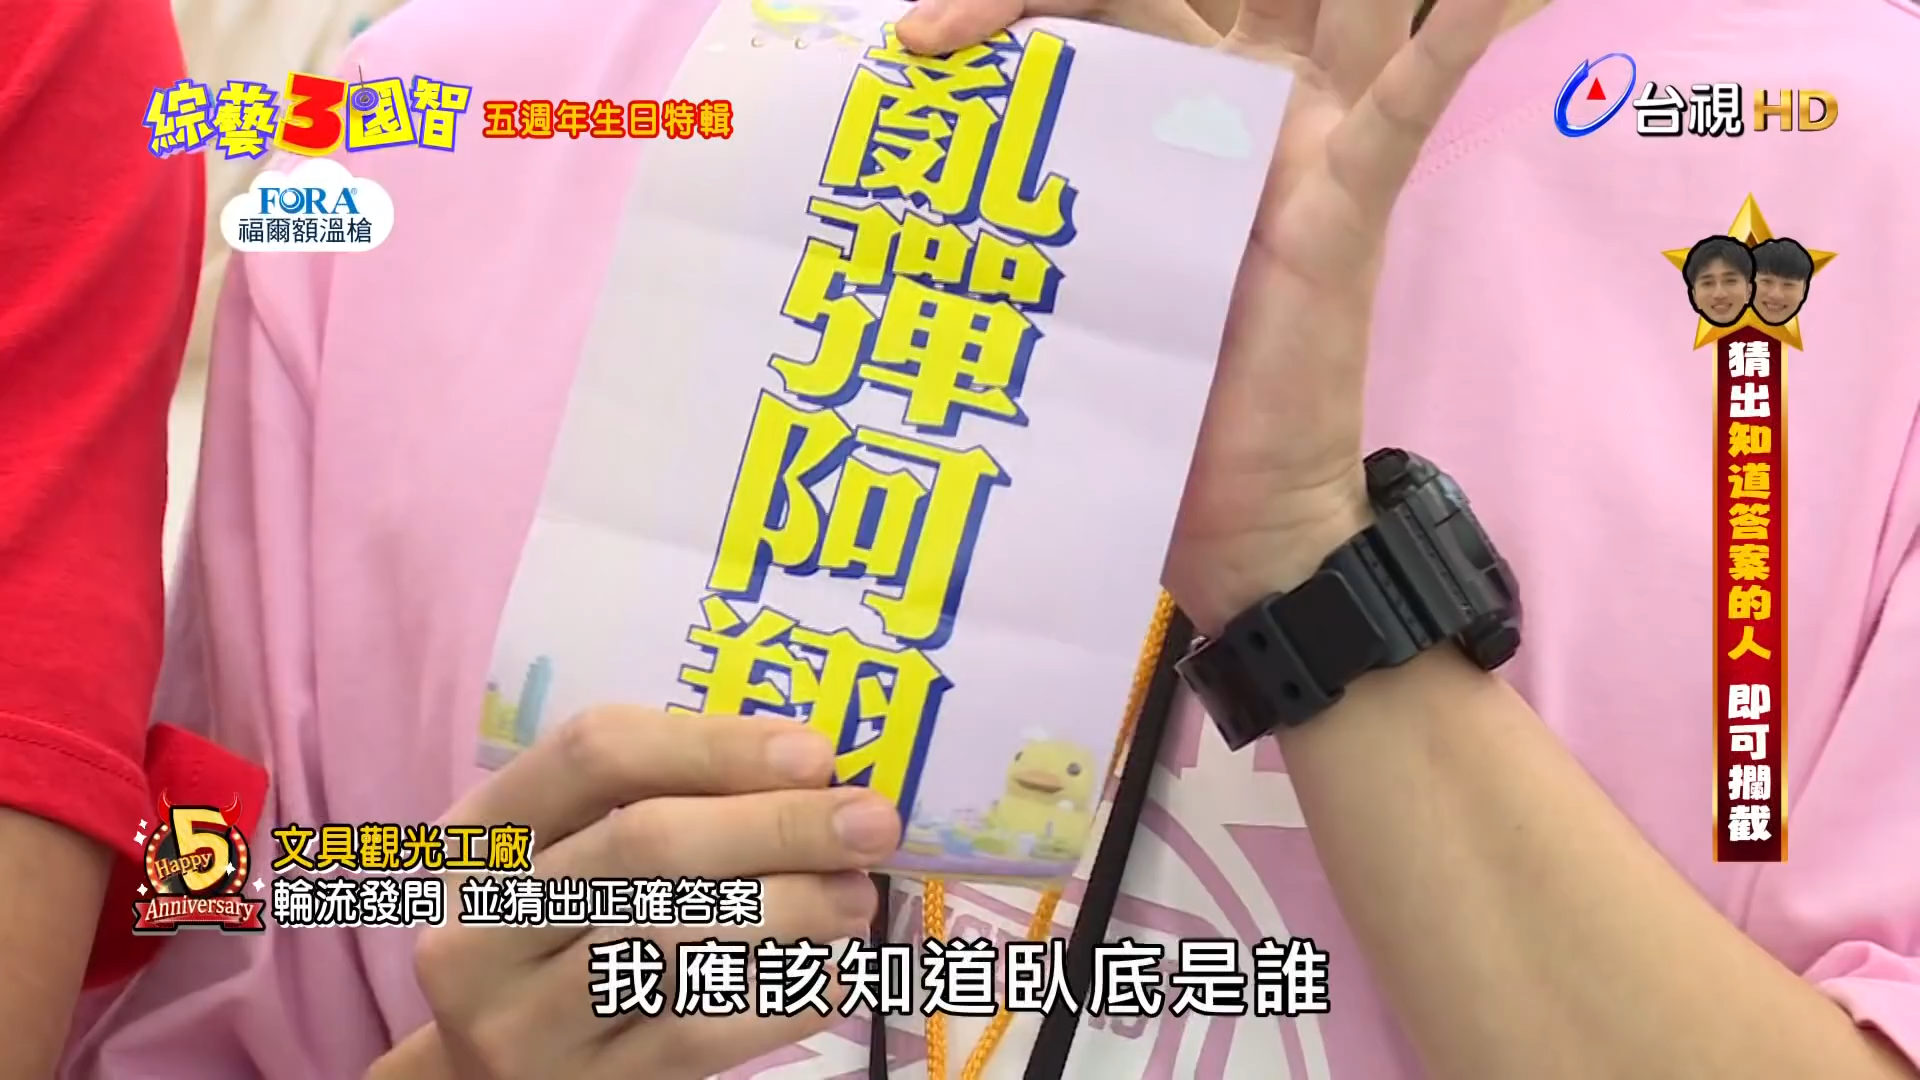 綜藝3國智
五週年生日特輯
FORA
福爾額溫槍
台視HD
亂彈阿翔
猜出知道答案的人 即可攔截
5
Happy
Anniversary
文具觀光工廠
輪流發問 並猜出正確答案
我應該知道臥底是誰